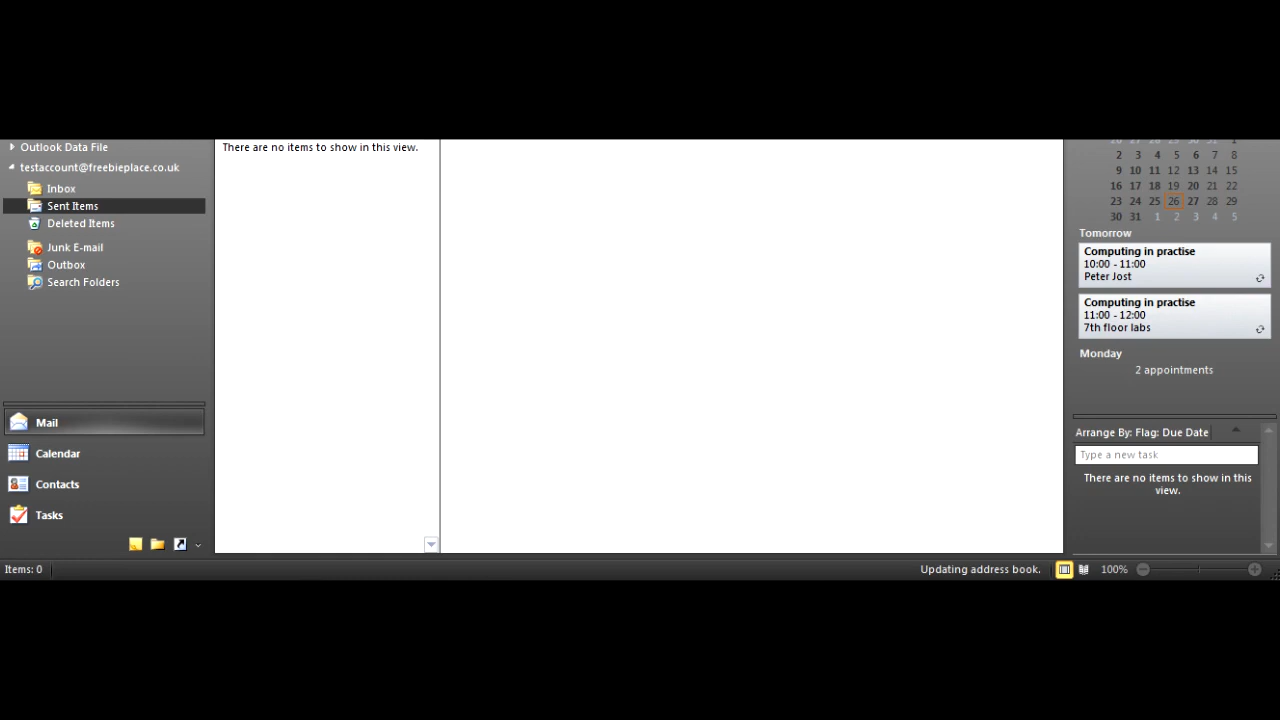 Outlook Data File
testaccount@freebieplace.co.uk
Inbox
Sent Items
Deleted Items
Junk E-mail
Outbox
Search Folders
Mail
Calendar
Contacts
Tasks
Items: 0
There are no items to show in this view.
2 3 4 5 6 7 8
9 10 11 12 13 14 15
16 17 18 19 20 21 22
23 24 25 26 27 28 29
30 31 1 2 3 4 5
Tomorrow
Computing in practise
10:00 - 11:00
Peter Jost
Computing in practise
11:00 - 12:00
7th floor labs
Monday
2 appointments
Arrange By: Flag: Due Date
Type a new task
There are no items to show in this
view.
Updating address book.
100%